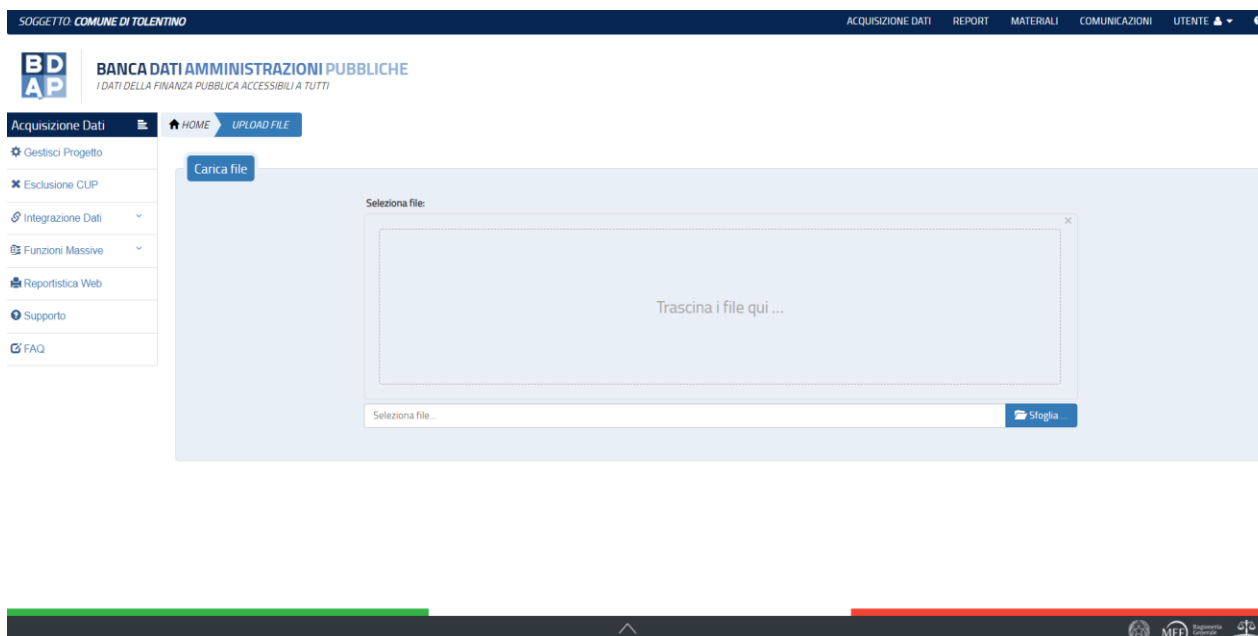 SOGGETTO: COMUNE DI TOLENTINO
ACQUISIZIONE DATI REPORT MATERIALI COMUNICAZIONI UTENTE
BD
AP
BANCA DATI AMMINISTRAZIONI PUBBLICHE
I DATI DELLA FINANZA PUBBLICA ACCESSIBILI A TUTTI
Acquisizione Dati
HOME UPLOAD FILE
Gestisci Progetto
Esclusione CUP
Integrazione Dati
Funzioni Massive
Reportistica Web
Supporto
FAQ
Carica file
Seleziona file:
Trascina i file qui ...
Seleziona file...
Sfoglia ...
MEF Ragioneria Generale